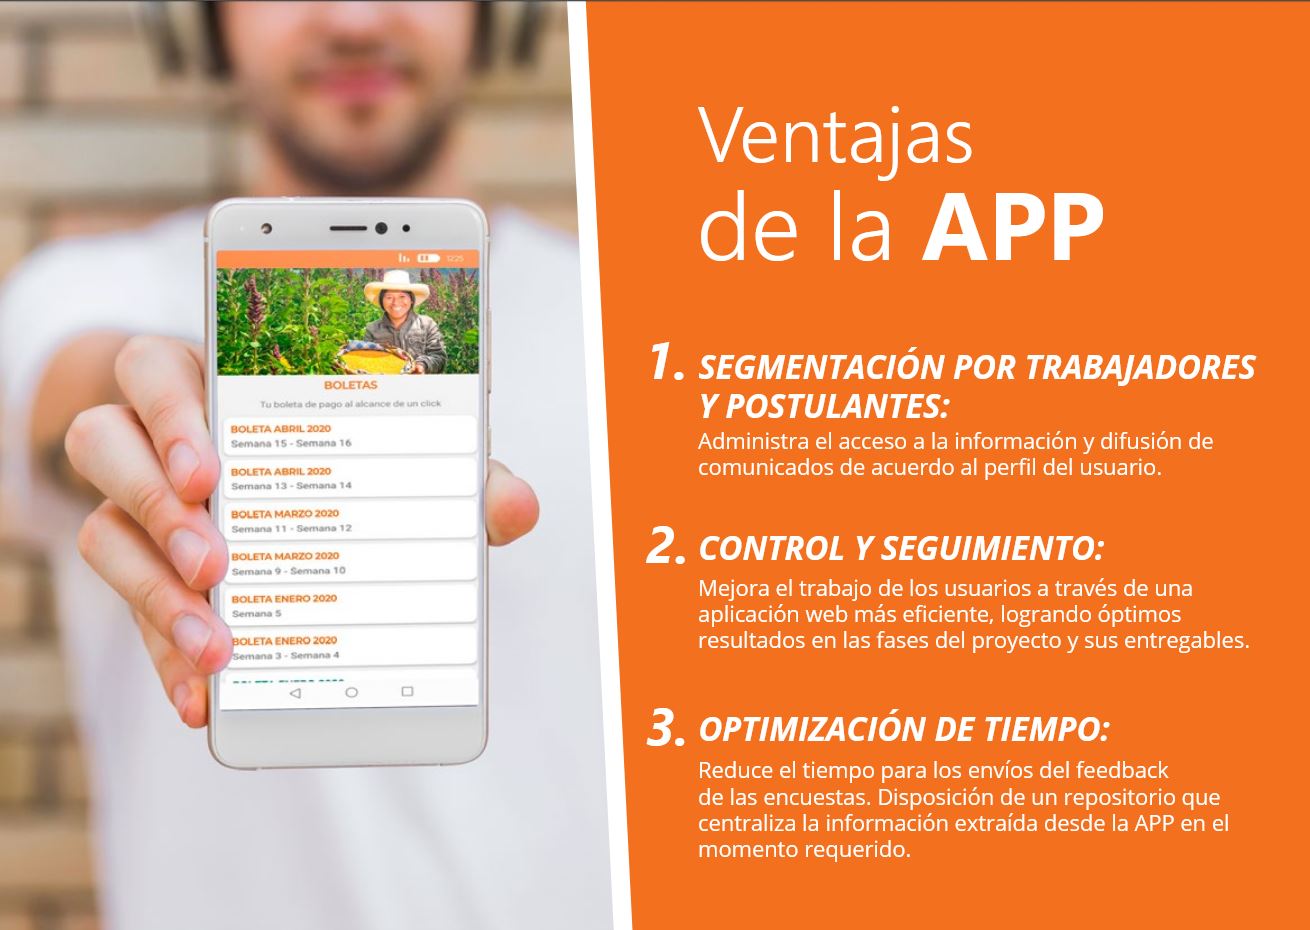 Ventajas
de la APP
1. SEGMENTACIÓN POR TRABAJADORES
Y POSTULANTES:
Administra el acceso a la información y difusión de
comunicados de acuerdo al perfil del usuario.
2. CONTROL Y SEGUIMIENTO:
Mejora el trabajo de los usuarios a través de una
aplicación web más eficiente, logrando óptimos
resultados en las fases del proyecto y sus entregables.
3. OPTIMIZACIÓN DE TIEMPO:
Reduce el tiempo para los envíos del feedback
de las encuestas. Disposición de un repositorio que
centraliza la información extraída desde la APP en el
momento requerido.
12:25
BOLETAS
Tu boleta de pago al alcance de un click
BOLETA ABRIL 2020
Semana 15 - Semana 16
BOLETA ABRIL 2020
Semana 13 - Semana 14
BOLETA MARZO 2020
Semana 11 - Semana 12
BOLETA MARZO 2020
Semana 9 - Semana 10
BOLETA ENERO 2020
Semana 5
BOLETA ENERO 2020
Semana 3 - Semana 4